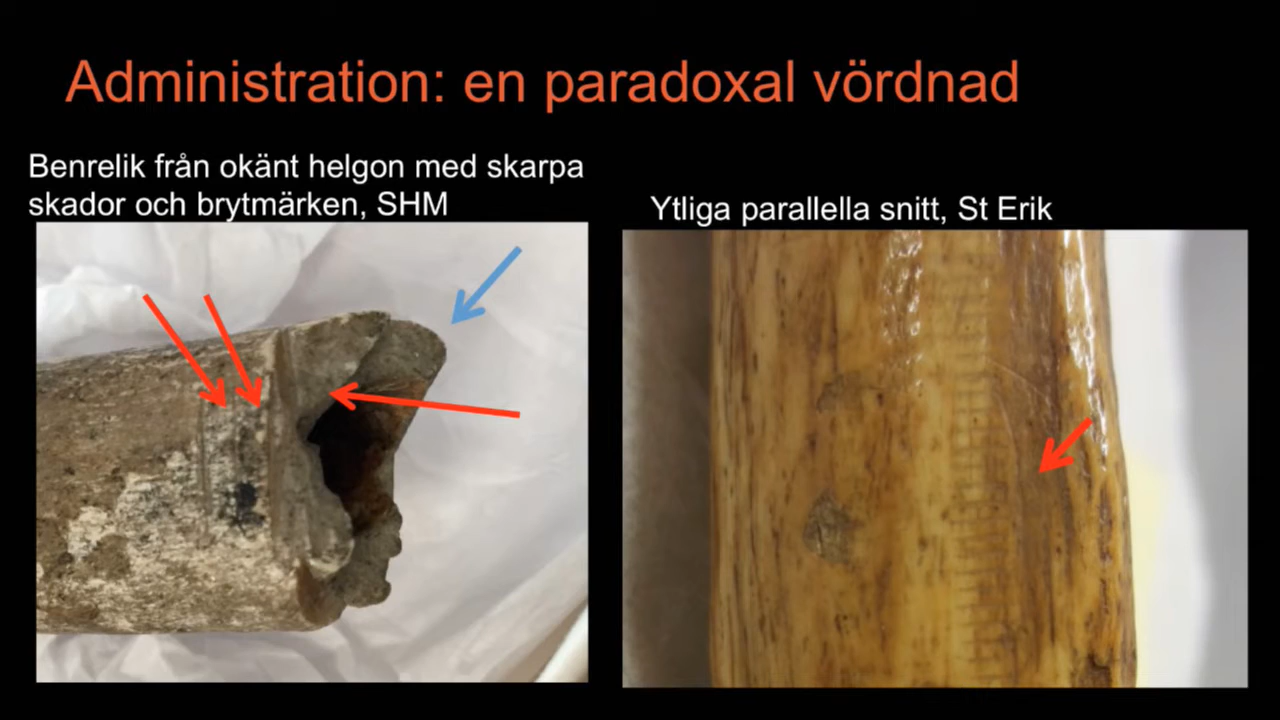 Administration: en paradoxal vördnad
Benrelik från okänt helgon med skarpa
skador och brytmärken, SHM
Ytliga parallella snitt, St Erik